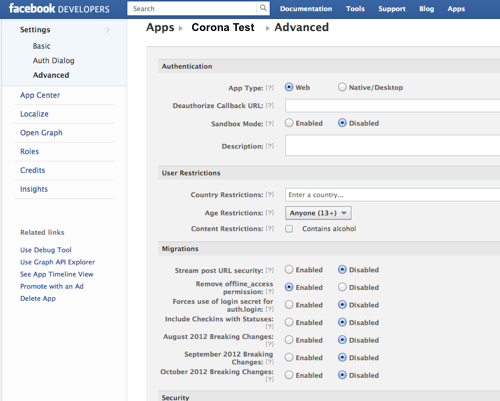 facebook DEVELOPERS
Search
Documentation Tools Support Blog Apps
Settings
Basic
Auth Dialog
Advanced
App Center
Localize
Open Graph
Roles
Credits
Insights
Related links
Use Debug Tool
Use Graph API Explorer
See App Timeline View
Promote with an Ad
Delete App
Apps Corona Test Advanced
Authentication
App Type: [?] Web Native/Desktop
Deauthorize Callback URL: [?]
Sandbox Mode: [?] Enabled Disabled
Description: [?]
User Restrictions
Country Restrictions: [?] Enter a country...
Age Restrictions: [?] Anyone (13+)
Content Restrictions: [?] Contains alcohol
Migrations
Stream post URL security: [?] Enabled Disabled
Remove offline_access
permission: [?] Enabled Disabled
Forces use of login secret for
auth.login: [?] Enabled Disabled
Include Checkins with Statuses:
[?] Enabled Disabled
August 2012 Breaking Changes:
[?] Enabled Disabled
September 2012 Breaking
Changes: [?] Enabled Disabled
October 2012 Breaking Changes:
[?] Enabled Disabled
Security